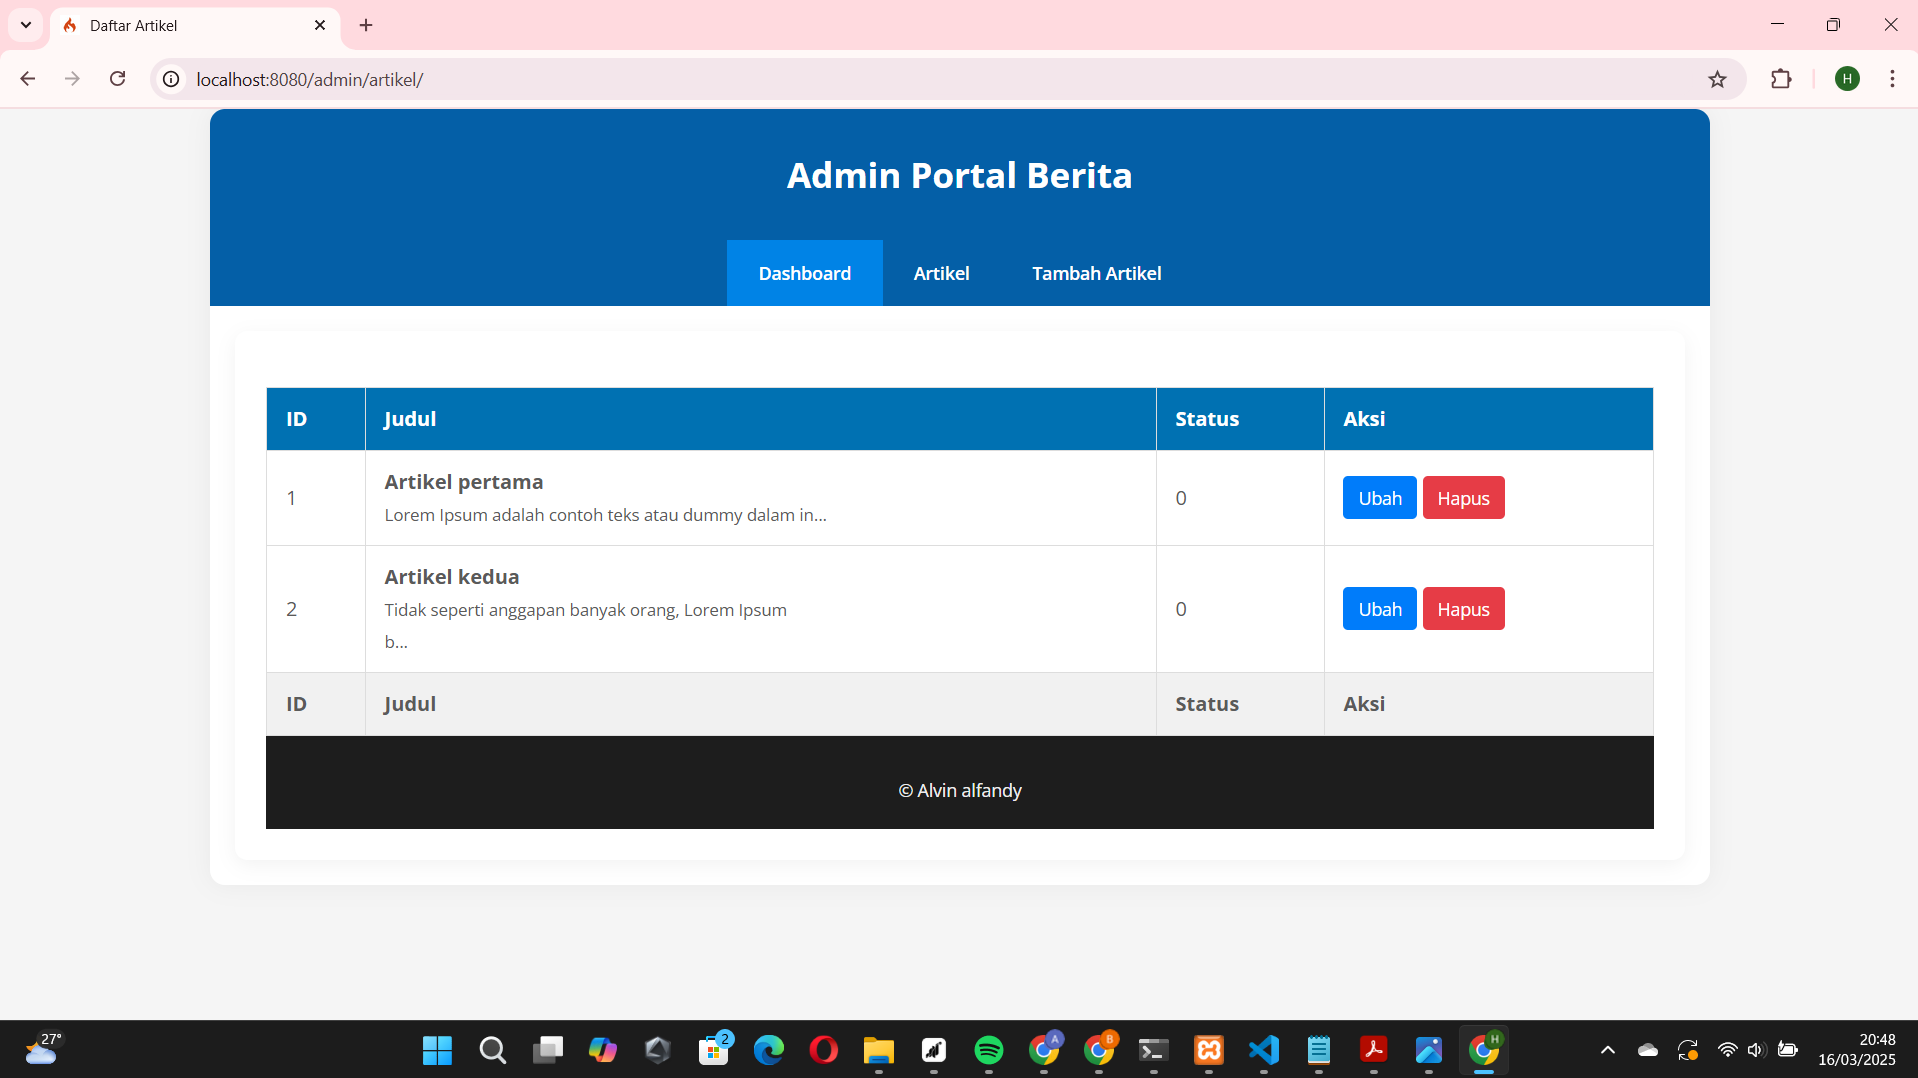 Daftar Artikel
localhost:8080/admin/artikel/
H
Admin Portal Berita
Dashboard Artikel Tambah Artikel
ID Judul Status Aksi
1 Artikel pertama 0 Ubah Hapus
Lorem Ipsum adalah contoh teks atau dummy dalam in...
2 Artikel kedua 0 Ubah Hapus
Tidak seperti anggapan banyak orang, Lorem Ipsum
b...
ID Judul Status Aksi
© Alvin alfandy
27°
2
A
B
H
20:48
16/03/2025